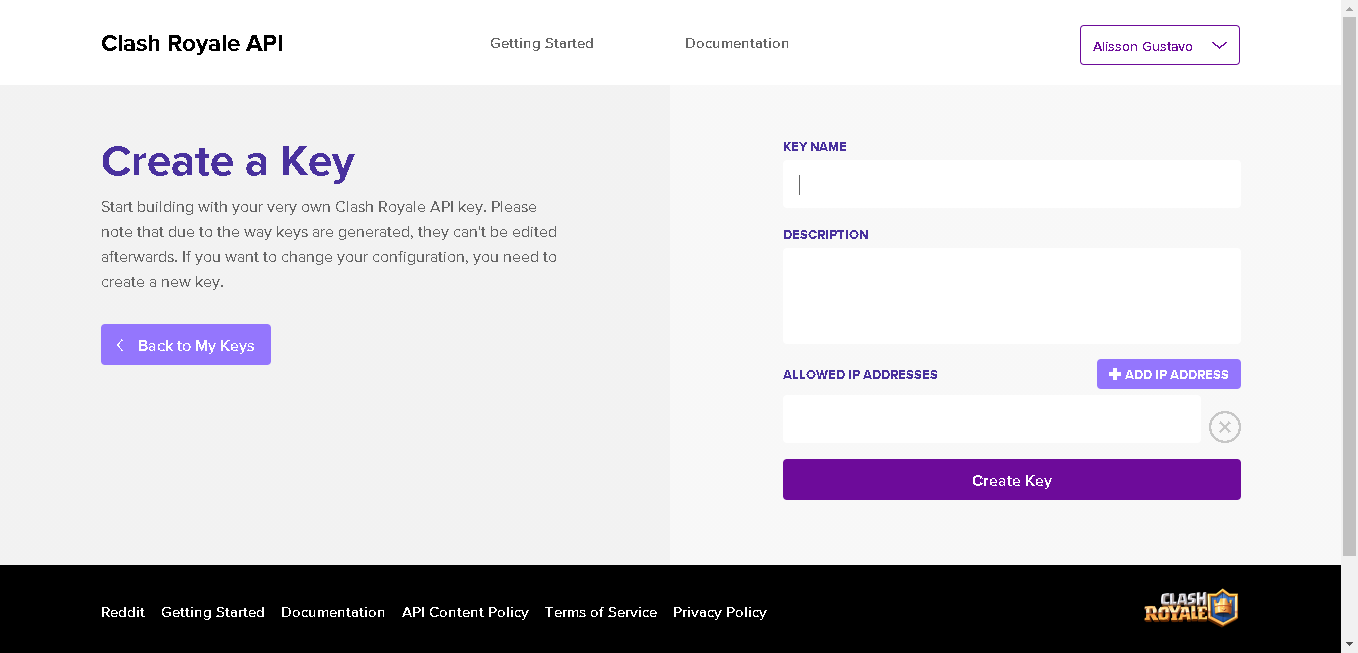 Clash Royale API
Getting Started
Documentation
Alisson Gustavo
Create a Key
Start building with your very own Clash Royale API key. Please
note that due to the way keys are generated, they can't be edited
afterwards. If you want to change your configuration, you need to
create a new key.
Back to My Keys
KEY NAME
DESCRIPTION
ALLOWED IP ADDRESSES
ADD IP ADDRESS
Create Key
Reddit
Getting Started
Documentation
API Content Policy
Terms of Service
Privacy Policy
CLASH
ROYALE